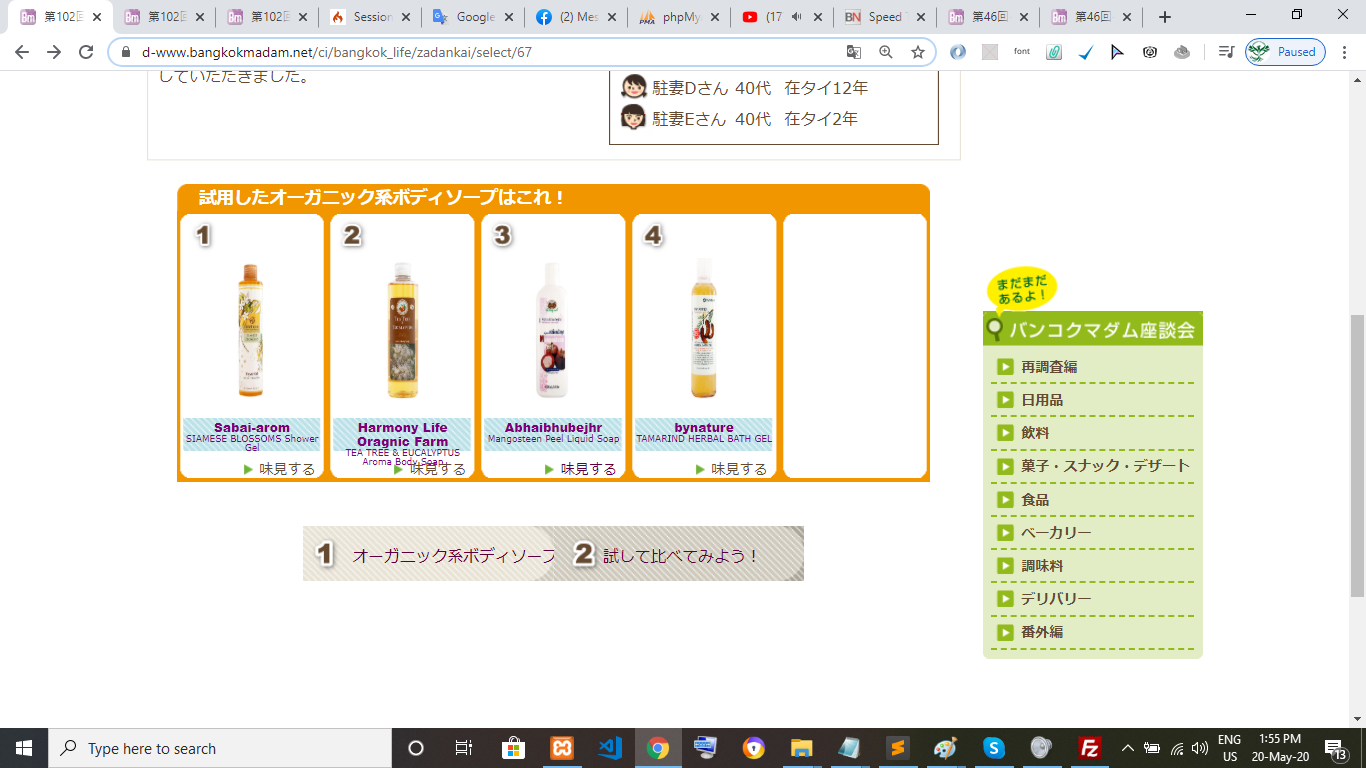 第102回
第102回
第102回
Session
Google
(2) Mes
phpMy
(17
Speed
第46回
第46回
d-www.bangkokmadam.net/ci/bangkok_life/zadankai/select/67
font
Paused
していただきました。
駐妻Dさん 40代 在タイ12年
駐妻Eさん 40代 在タイ2年
試用したオーガニック系ボディソープはこれ！
1
2
3
4
Sabai-arom
SIAMESE BLOSSOMS Shower
Gel
味見する
Harmony Life
Oragnic Farm
TEA TREE & EUCALYPTUS
Aroma Body Soap
味見する
Abhaibhubejhr
Mangosteen Peel Liquid Soap
味見する
bynature
TAMARIND HERBAL BATH GEL
味見する
1 オーガニック系ボディソープ
2 試して比べてみよう！
まだまだ
あるよ！
バンコクマダム座談会
再調査編
日用品
飲料
菓子・スナック・デザート
食品
ベーカリー
調味料
デリバリー
番外編
Type here to search
ENG
US
1:55 PM
20-May-20
13